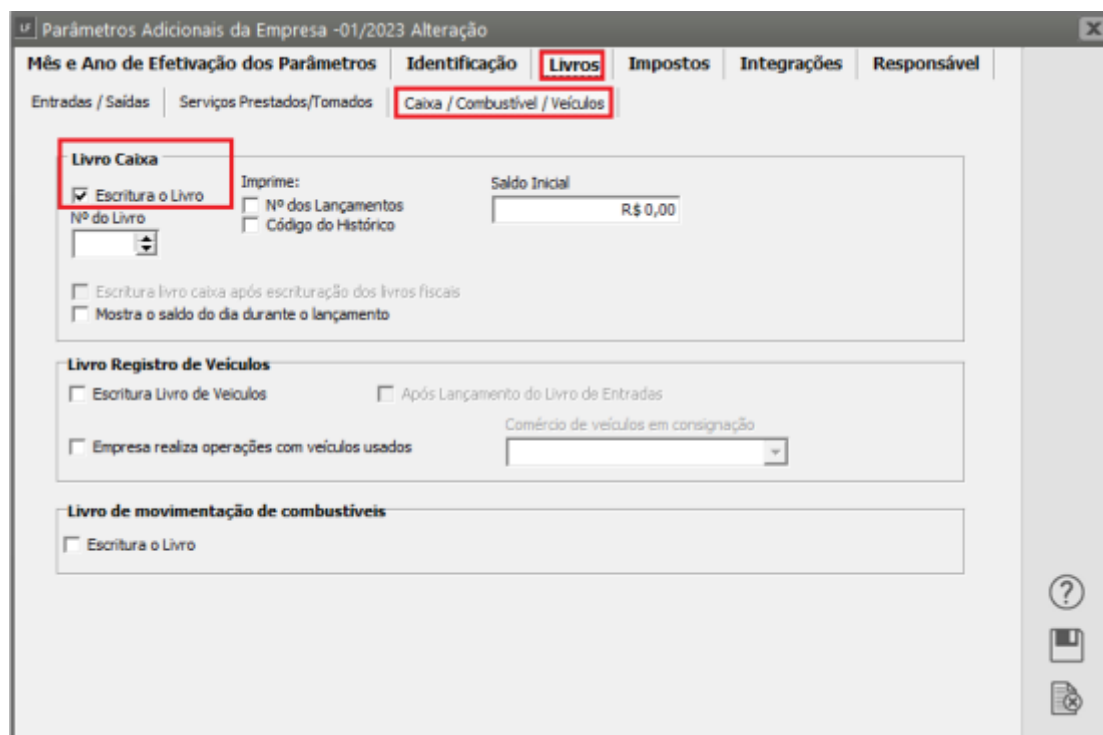 LF Parâmetros Adicionais da Empresa -01/2023 Alteração
Mês e Ano de Efetivação dos Parâmetros Identificação Livros Impostos Integrações Responsável
Entradas / Saídas Serviços Prestados/Tomados Caixa / Combustível / Veículos
Livro Caixa
Escritura o Livro
Imprime:
Nº dos Lançamentos
Código do Histórico
Saldo Inicial
R$ 0,00
Nº do Livro
Escritura livro caixa após escrituração dos livros fiscais
Mostra o saldo do dia durante o lançamento
Livro Registro de Veículos
Escritura Livro de Veiculos Após Lançamento do Livro de Entradas
Comércio de veículos em consignação
Empresa realiza operações com veículos usados
Livro de movimentação de combustíveis
Escritura o Livro
?